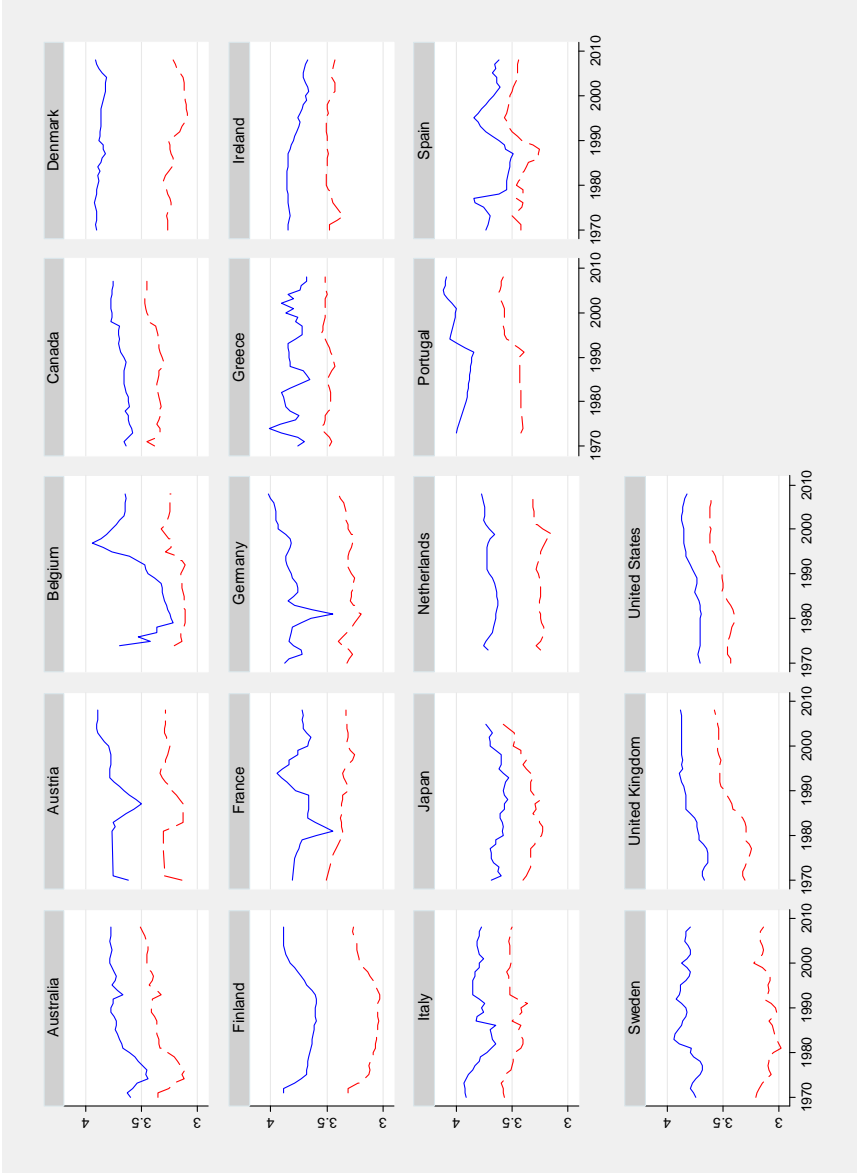 Australia Austria Belgium Canada Denmark
4
3.5
3
Finland France Germany Greece Ireland
4
3.5
3
Italy Japan Netherlands Portugal Spain
4
3.5
3
1970 1980 1990 2000 2010 1970 1980 1990 2000 2010
Sweden United Kingdom United States
4
3.5
3
1970 1980 1990 2000 2010 1970 1980 1990 2000 2010 1970 1980 1990 2000 2010